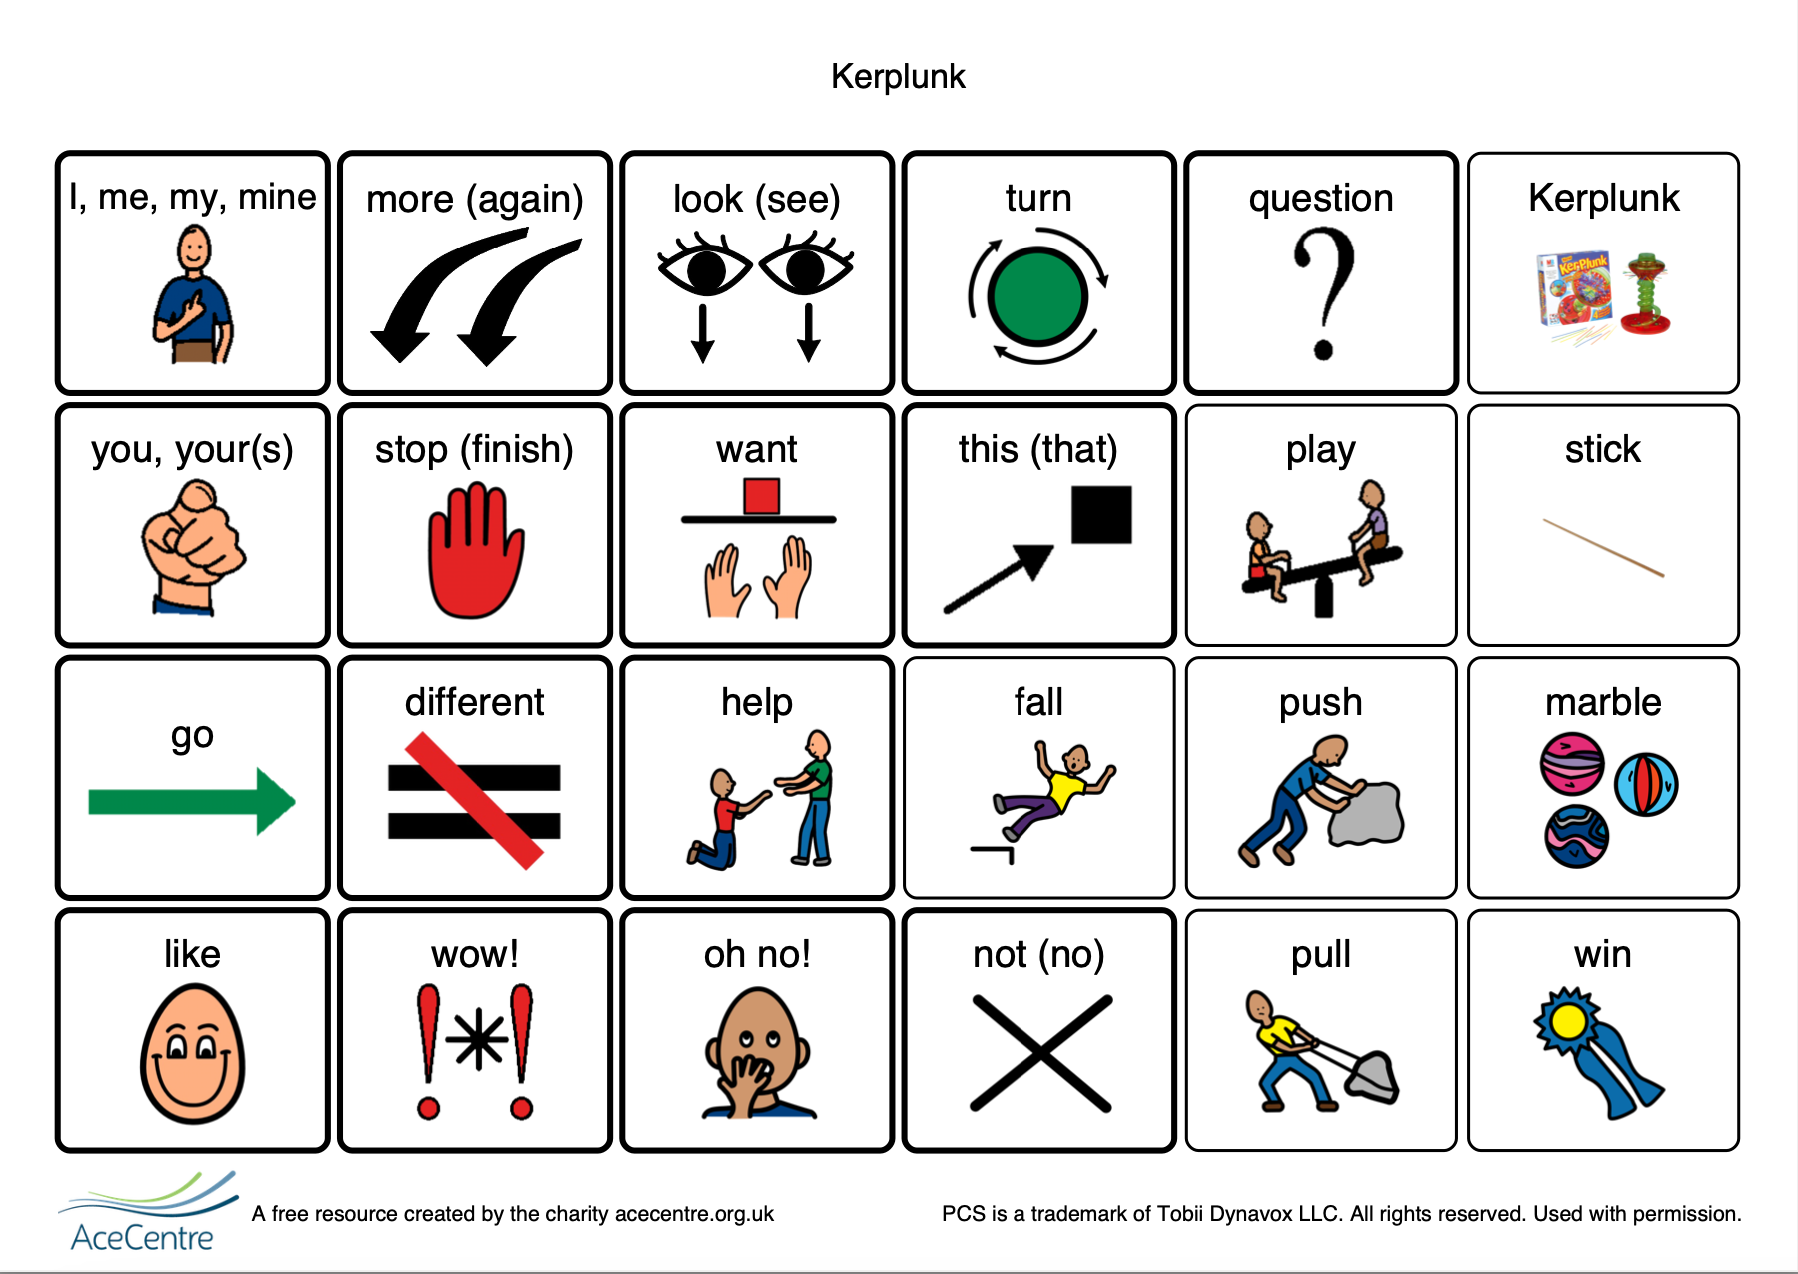 Kerplunk
I, me, my, mine
more (again)
look (see)
turn
question
Kerplunk
KerPlunk
you, your(s)
stop (finish)
want
this (that)
play
stick
go
different
help
fall
push
marble
like
wow!
oh no!
not (no)
pull
win
AceCentre
A free resource created by the charity acecentre.org.uk
PCS is a trademark of Tobii Dynavox LLC. All rights reserved. Used with permission.